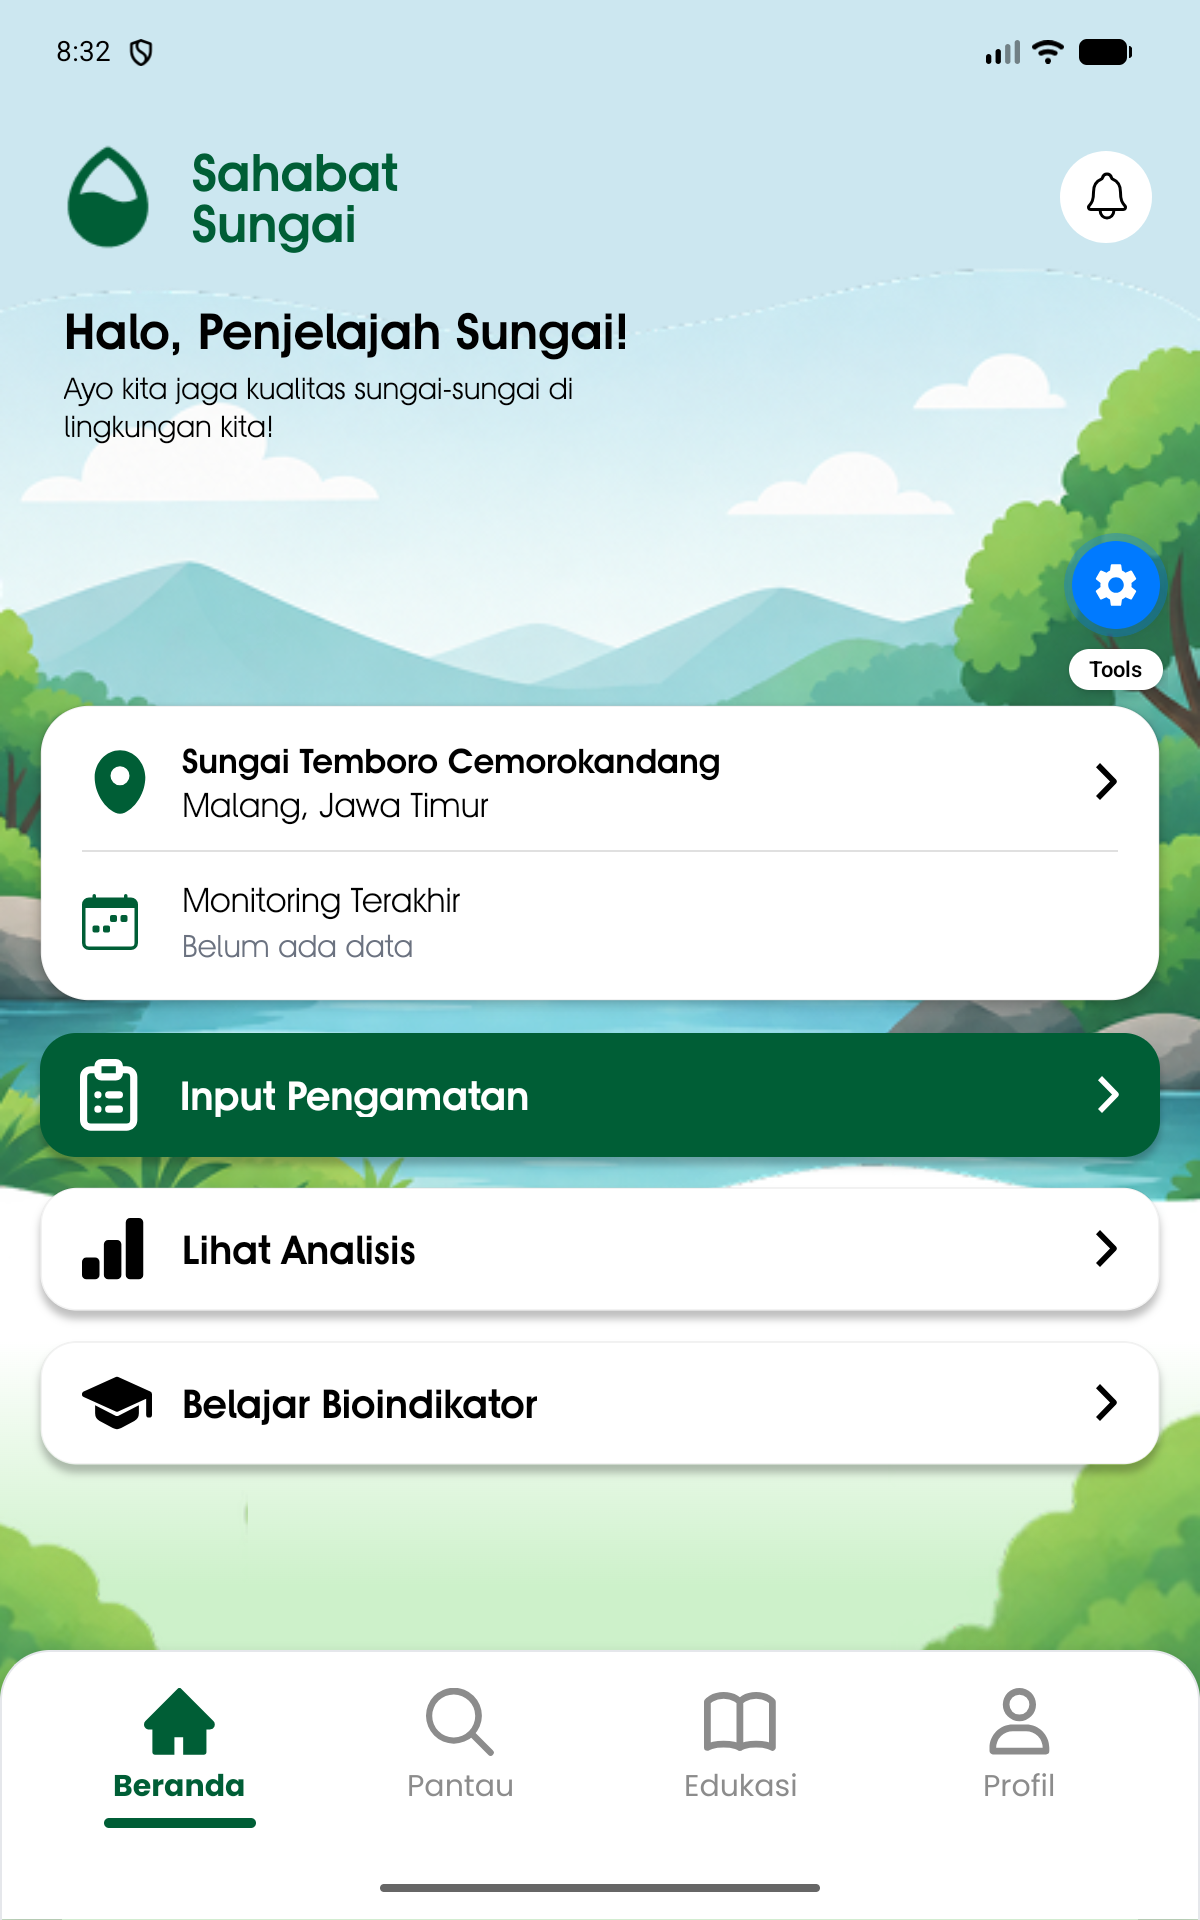 8:32
Sahabat
Sungai
Halo, Penjelajah Sungai!
Ayo kita jaga kualitas sungai-sungai di
lingkungan kita!
Tools
Sungai Temboro Cemorokandang
Malang, Jawa Timur
Monitoring Terakhir
Belum ada data
Input Pengamatan
Lihat Analisis
Belajar Bioindikator
Beranda
Pantau
Edukasi
Profil